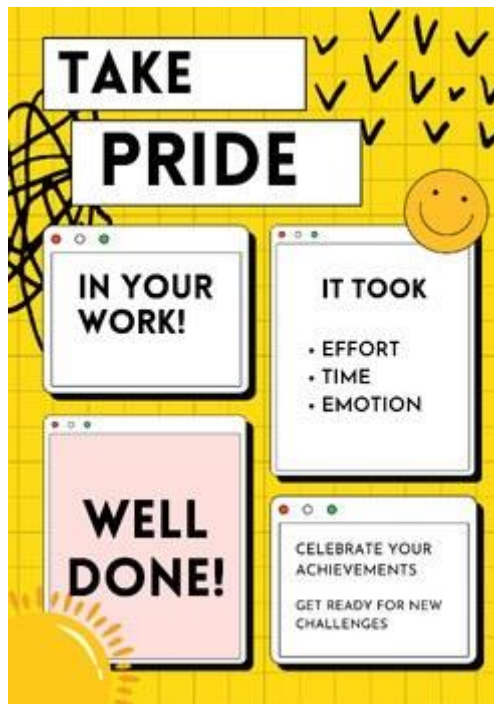 TAKE
PRIDE
IN YOUR
WORK!
IT TOOK
• EFFORT
• TIME
• EMOTION
WELL
DONE!
CELEBRATE YOUR
ACHIEVEMENTS
GET READY FOR NEW
CHALLENGES